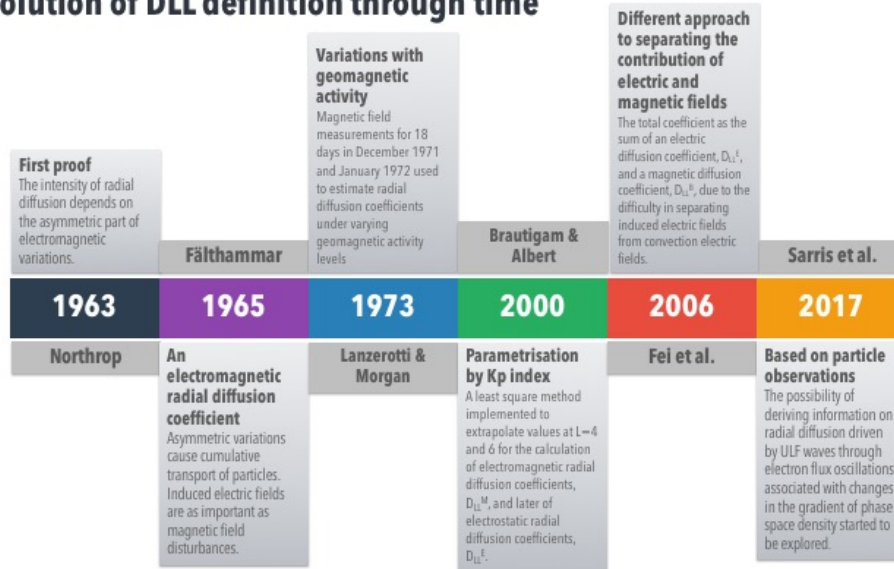 olution of DLL definition through time
First proof
The intensity of radial
diffusion depends on
the asymmetric part of
electromagnetic
variations.
1963
Northrop
Fälthammar
1965
An
electromagnetic
radial diffusion
coefficient
Asymmetric variations
cause cumulative
transport of particles.
Induced electric fields
are as important as
magnetic field
disturbances.
Variations with
geomagnetic
activity
Magnetic field
measurements for 18
days in December 1971
and January 1972 used
to estimate radial
diffusion coefficients
under varying
geomagnetic activity
levels
1973
Lanzerotti &
Morgan
Brautigam &
Albert
2000
Parametrisation
by Kp index
A least square method
implemented to
extrapolate values at L=4
and 6 for the calculation
of electromagnetic radial
diffusion coefficients,
D_LL^M, and later of
electrostatic radial
diffusion coefficients,
D_LL^E.
Different approach
to separating the
contribution of
electric and
magnetic fields
The total coefficient as the
sum of an electric
diffusion coefficient, D_LL^E,
and a magnetic diffusion
coefficient, D_LL^B, due to the
difficulty in separating
induced electric fields
from convection electric
fields.
2006
Fei et al.
Sarris et al.
2017
Based on particle
observations
The possibility of
deriving information on
radial diffusion driven
by ULF waves through
electron flux oscillations
associated with changes
in the gradient of phase
space density started to
be explored.